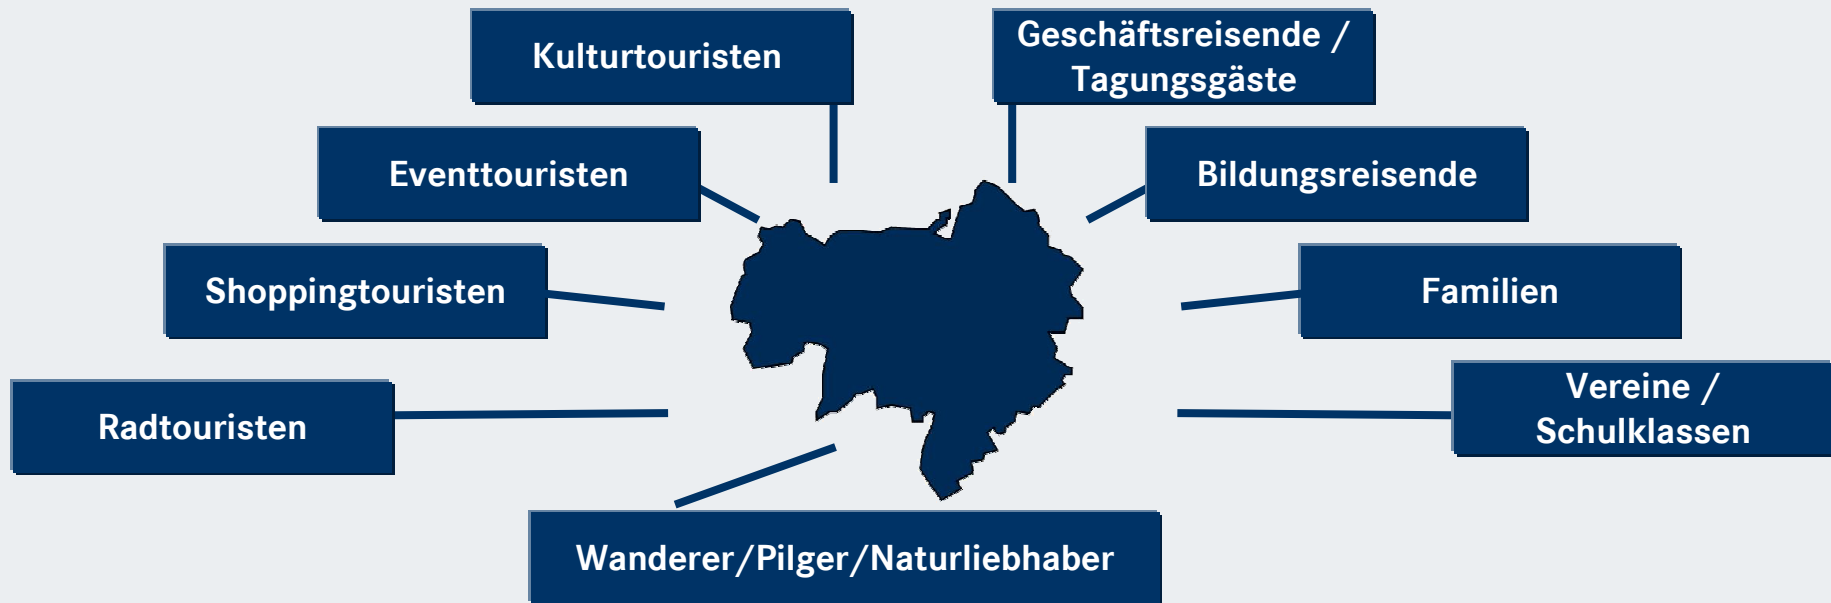 Kulturtouristen
Geschäftsreisende /
Tagungsgäste
Eventtouristen
Bildungsreisende
Shoppingtouristen
Familien
Radtouristen
Vereine /
Schulklassen
Wanderer/Pilger/Naturliebhaber